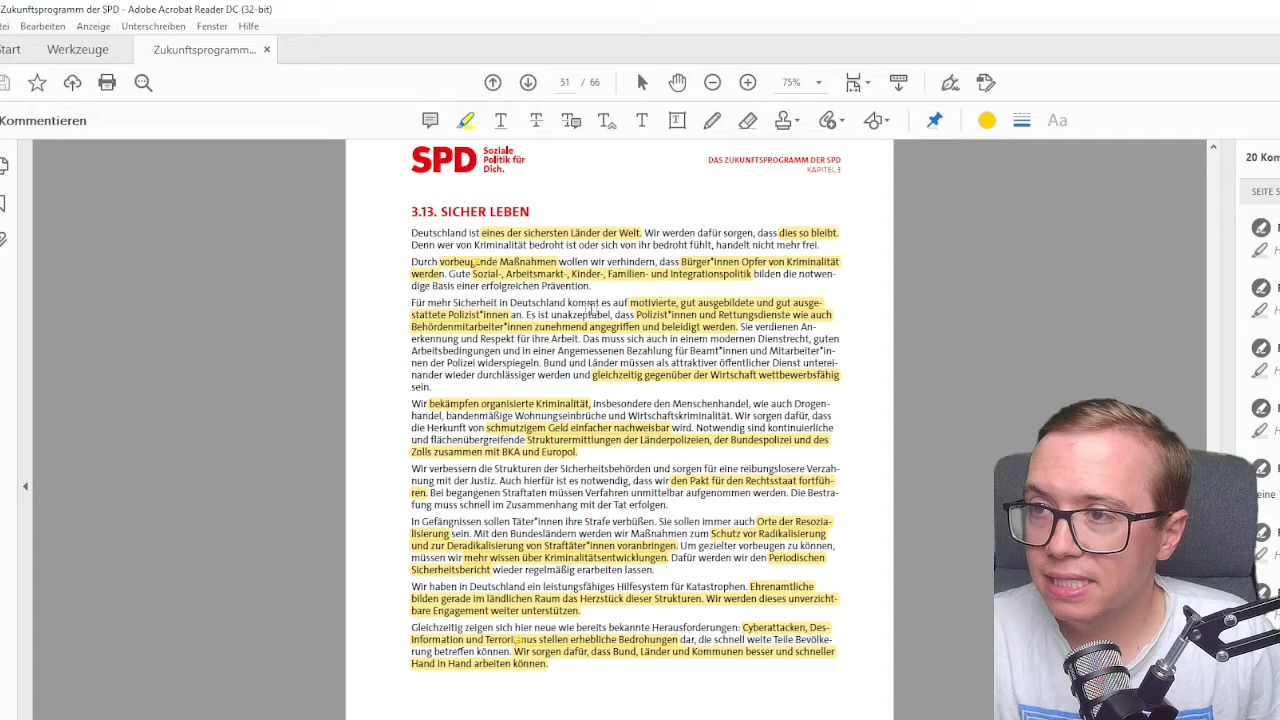 Zukunftsprogramm der SPD - Adobe Acrobat Reader DC (32-bit)
tei Bearbeiten Anzeige Unterschreiben Fenster Hilfe
Start Werkzeuge Zukunftsprogramm... ×
51 / 66 75%
Kommentieren Aa
SPD Soziale Politik für Dich.
DAS ZUKUNFTSPROGRAMM DER SPD
KAPITEL 3
20 Kom
SEITE 5
3.13. SICHER LEBEN
Deutschland ist eines der sichersten Länder der Welt. Wir werden dafür sorgen, dass dies so bleibt.
Denn wer von Kriminalität bedroht ist oder sich von ihr bedroht fühlt, handelt nicht mehr frei.
Durch vorbeugende Maßnahmen wollen wir verhindern, dass Bürger*innen Opfer von Kriminalität
werden. Gute Sozial-, Arbeitsmarkt-, Kinder-, Familien- und Integrationspolitik bilden die notwen-
dige Basis einer erfolgreichen Prävention.
Für mehr Sicherheit in Deutschland kommt es auf motivierte, gut ausgebildete und gut ausge-
stattete Polizist*innen an. Es ist unakzeptabel, dass Polizist*innen und Rettungsdienste wie auch
Behördenmitarbeiter*innen zunehmend angegriffen und beleidigt werden. Sie verdienen An-
erkennung und Respekt für ihre Arbeit. Das muss sich auch in einem modernen Dienstrecht, guten
Arbeitsbedingungen und in einer Angemessenen Bezahlung für Beamt*innen und Mitarbeiter*in-
nen der Polizei widerspiegeln. Bund und Länder müssen als attraktiver öffentlicher Dienst unterei-
nander wieder durchlässiger werden und gleichzeitig gegenüber der Wirtschaft wettbewerbsfähig
sein.
Wir bekämpfen organisierte Kriminalität, insbesondere den Menschenhandel, wie auch Drogen-
handel, bandenmäßige Wohnungseinbrüche und Wirtschaftskriminalität. Wir sorgen dafür, dass
die Herkunft von schmutzigem Geld einfacher nachweisbar wird. Notwendig sind kontinuierliche
und flächenübergreifende Strukturermittlungen der Länderpolizeien, der Bundespolizei und des
Zolls zusammen mit BKA und Europol.
Wir verbessern die Strukturen der Sicherheitsbehörden und sorgen für eine reibungslosere Verzah-
nung mit der Justiz. Auch hierfür ist es notwendig, dass wir den Pakt für den Rechtsstaat fortfüh-
ren. Bei begangenen Straftaten müssen Verfahren unmittelbar aufgenommen werden. Die Bestra-
fung muss schnell im Zusammenhang mit der Tat erfolgen.
In Gefängnissen sollen Täter*innen ihre Strafe verbüßen. Sie sollen immer auch Orte der Resozia-
lisierung sein. Mit den Bundesländern werden wir Maßnahmen zum Schutz vor Radikalisierung
und zur Deradikalisierung von Straftäter*innen voranbringen. Um gezielter vorbeugen zu können,
müssen wir mehr wissen über Kriminalitätsentwicklungen. Dafür werden wir den Periodischen
Sicherheitsbericht wieder regelmäßig erarbeiten lassen.
Wir haben in Deutschland ein leistungsfähiges Hilfesystem für Katastrophen. Ehrenamtliche
bilden gerade im ländlichen Raum das Herzstück dieser Strukturen. Wir werden dieses unverzicht-
bare Engagement weiter unterstützen.
Gleichzeitig zeigen sich hier neue wie bereits bekannte Herausforderungen: Cyberattacken, Des-
information und Terrorismus stellen erhebliche Bedrohungen dar, die schnell weite Teile Bevölke-
rung betreffen können. Wir sorgen dafür, dass Bund, Länder und Kommunen besser und schneller
Hand in Hand arbeiten können.